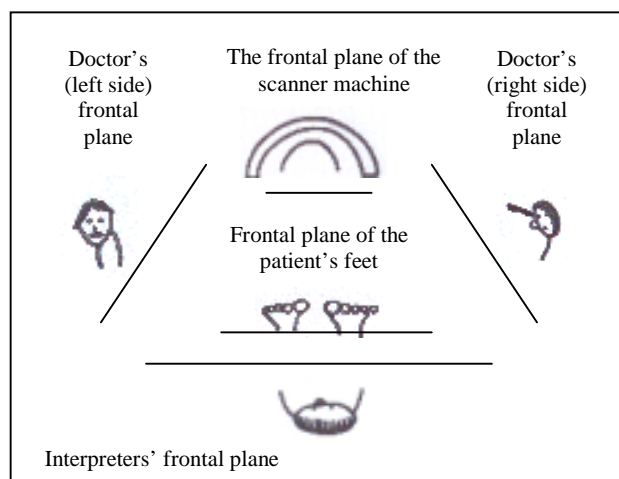 Doctor’s
(left side)
frontal
plane
The frontal plane of the
scanner machine
Doctor’s
(right side)
frontal
plane
Frontal plane of the
patient’s feet
Interpreters’ frontal plane